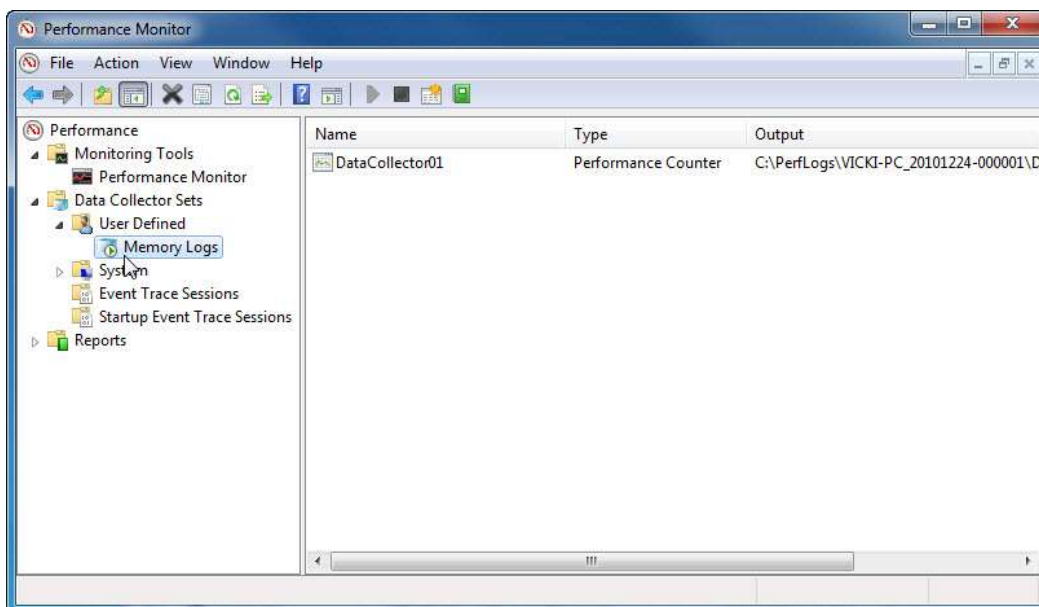 Performance Monitor
File Action View Window Help
Performance
Monitoring Tools
Performance Monitor
Data Collector Sets
User Defined
Memory Logs
System
Event Trace Sessions
Startup Event Trace Sessions
Reports
Name Type Output
DataCollector01 Performance Counter C:\PerfLogs\VICKI-PC_20101224-000001\D